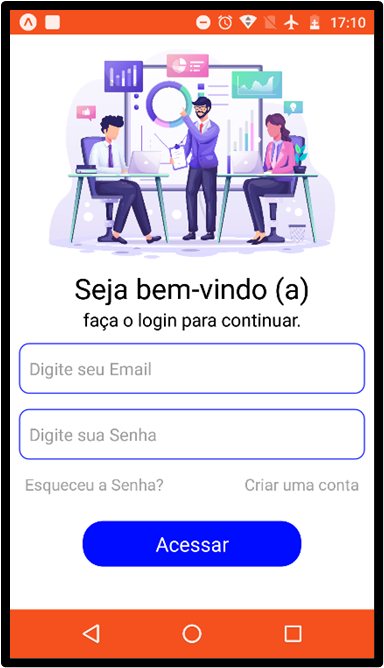 17:10
Seja bem-vindo (a)
faça o login para continuar.
Digite seu Email
Digite sua Senha
Esqueceu a Senha? Criar uma conta
Acessar